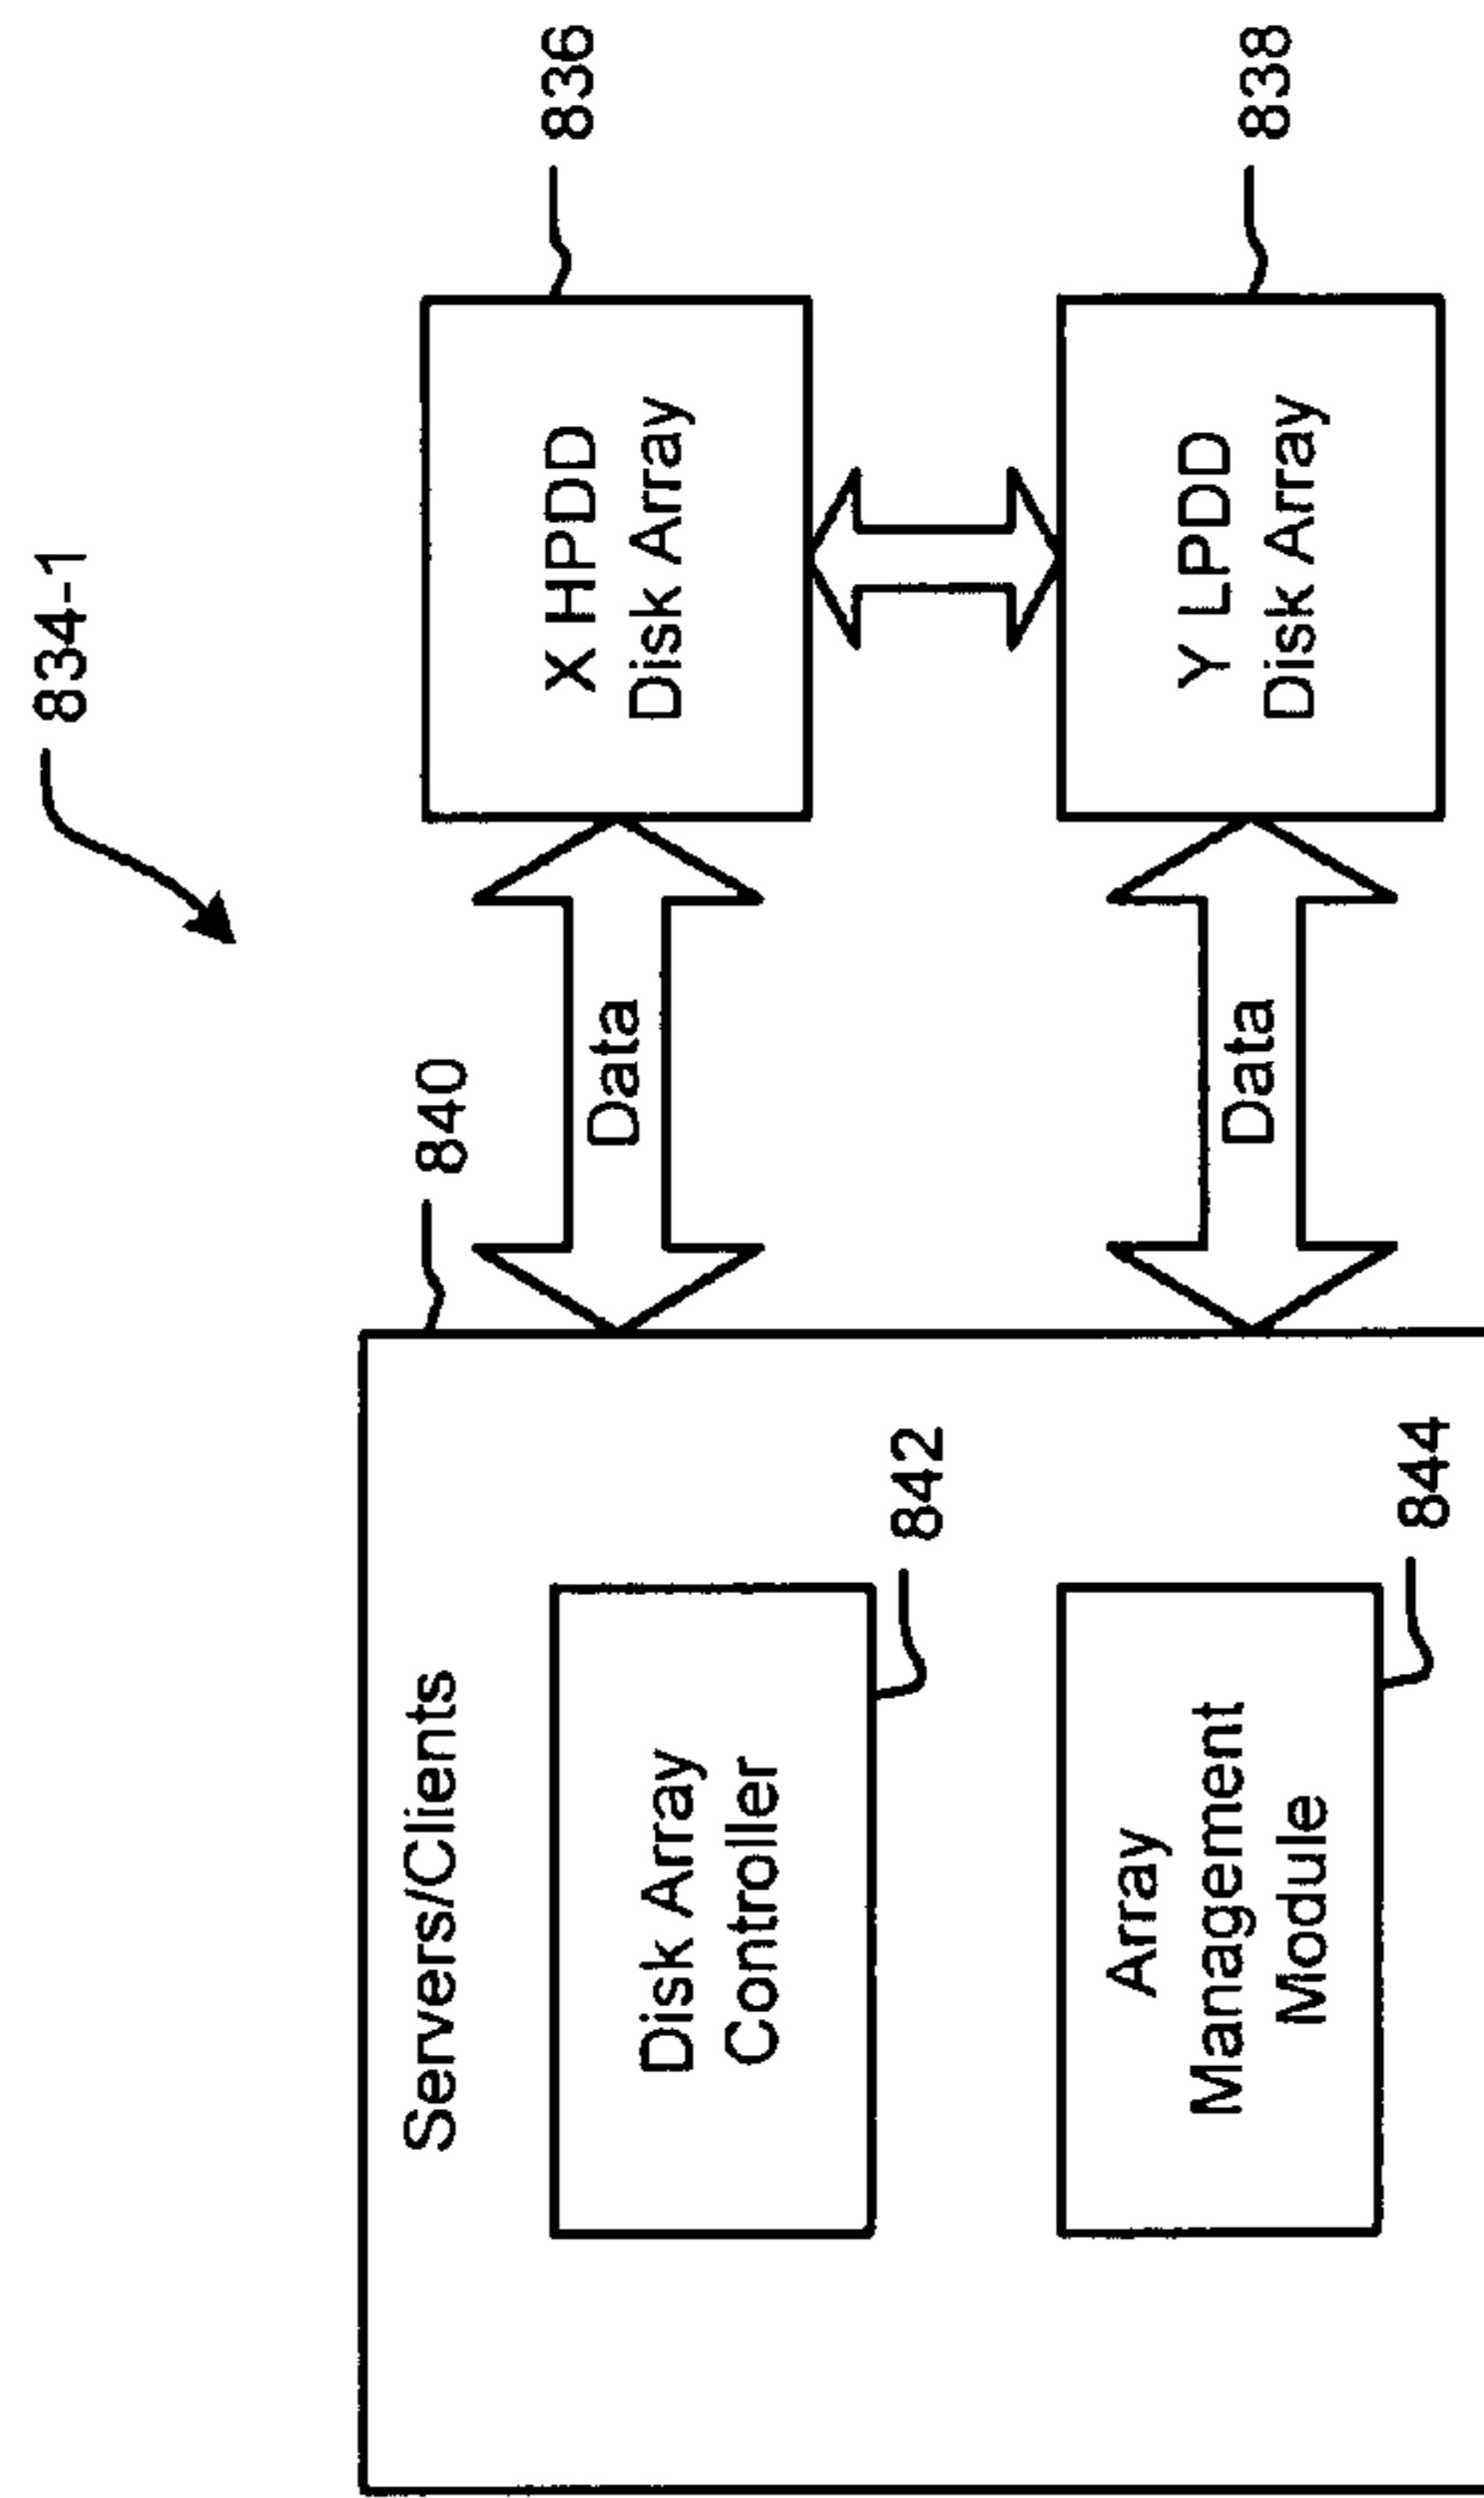 834-1
Servers/Clients
840
Disk Array
Controller
842
Array
Management
Module
844
Data
Data
X HPDD
Disk Array
836
Y LPDD
Disk Array
838